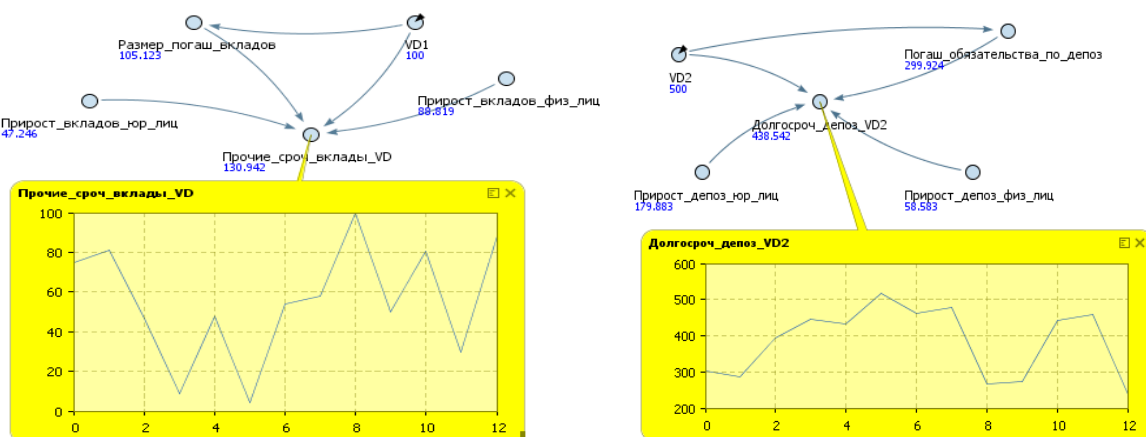 Размер_погаш_вкладов
105.123
VD1
100
Прирост_вкладов_физ_лиц
88.819
Прирост_вкладов_юр_лиц
47.246
Прочие_сроч_вклады_VD
130.942
Прочие_сроч_вклады_VD
100
80
60
40
20
0
0 2 4 6 8 10 12
VD2
500
Погаш_обязательства_по_депоз
299.924
Долгосроч_депоз_VD2
438.542
Прирост_депоз_юр_лиц
179.883
Прирост_депоз_физ_лиц
58.583
Долгосроч_депоз_VD2
600
500
400
300
200
0 2 4 6 8 10 12